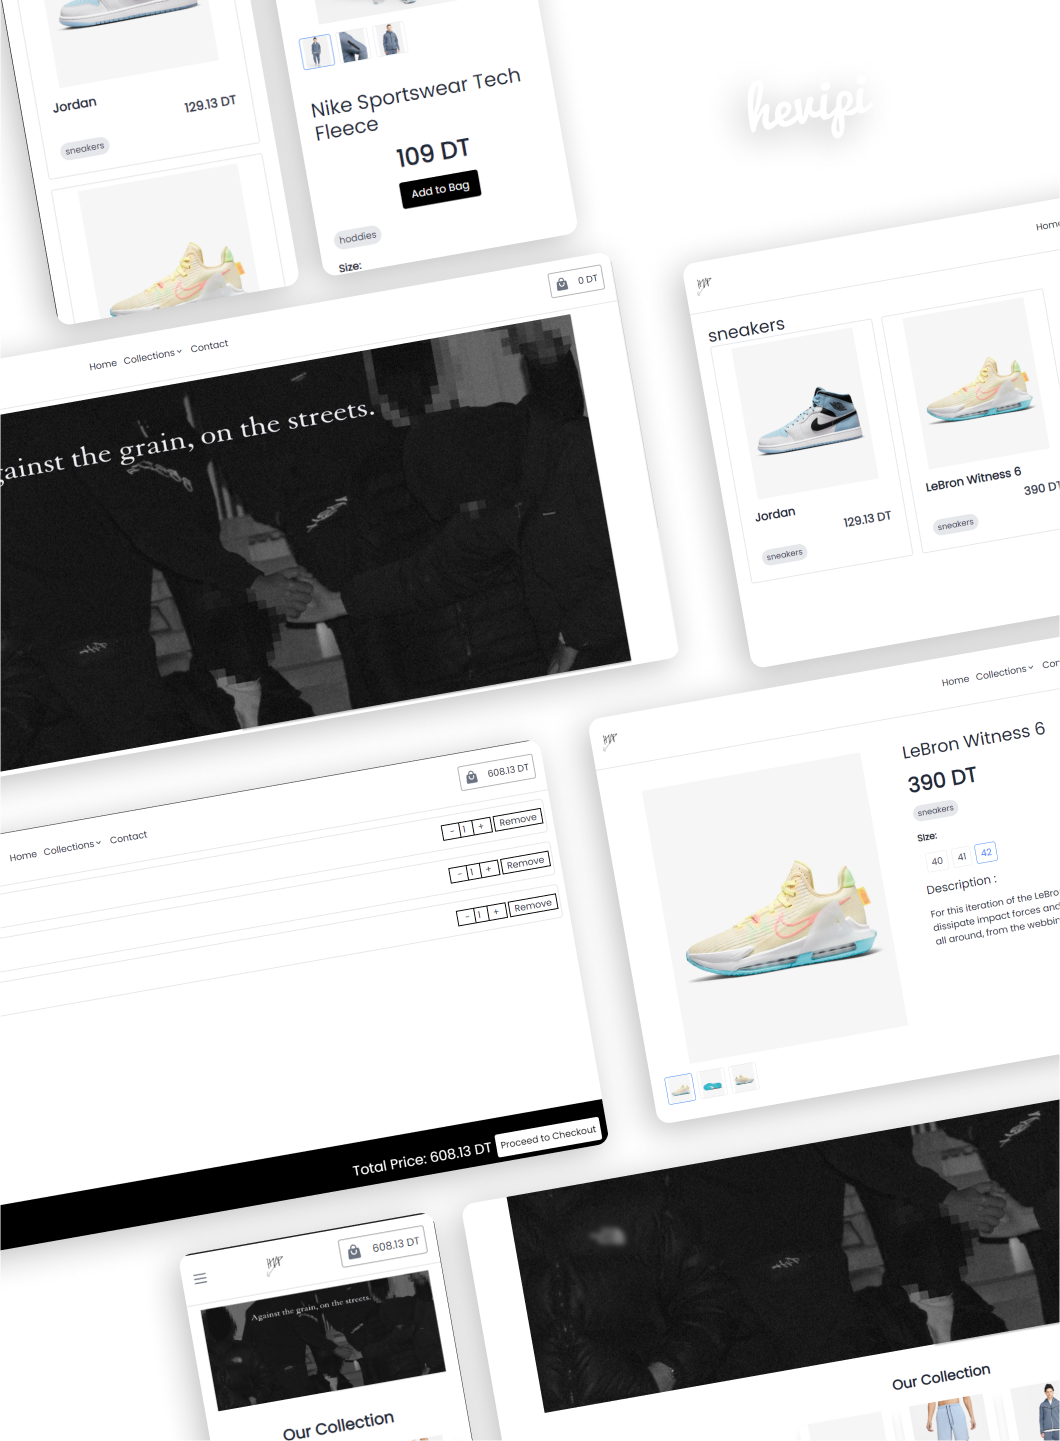 Jordan
129.13 DT
sneakers
Nike Sportswear Tech
Fleece
109 DT
Add to Bag
hoddies
Size:
hevipi
Home Collections Contact
0 DT
gainst the grain, on the streets.
Home
sneakers
Jordan
129.13 DT
sneakers
LeBron Witness 6
390 DT
sneakers
608.13 DT
Home Collections Contact
- 1 + Remove
- 1 + Remove
- 1 + Remove
Total Price: 608.13 DT Proceed to Checkout
Home Collections Con
LeBron Witness 6
390 DT
sneakers
Size:
40 41 42
Description :
For this iteration of the LeBro
dissipate impact forces and
all around, from the webbin
608.13 DT
Against the grain, on the streets.
Our Collection
Our Collection